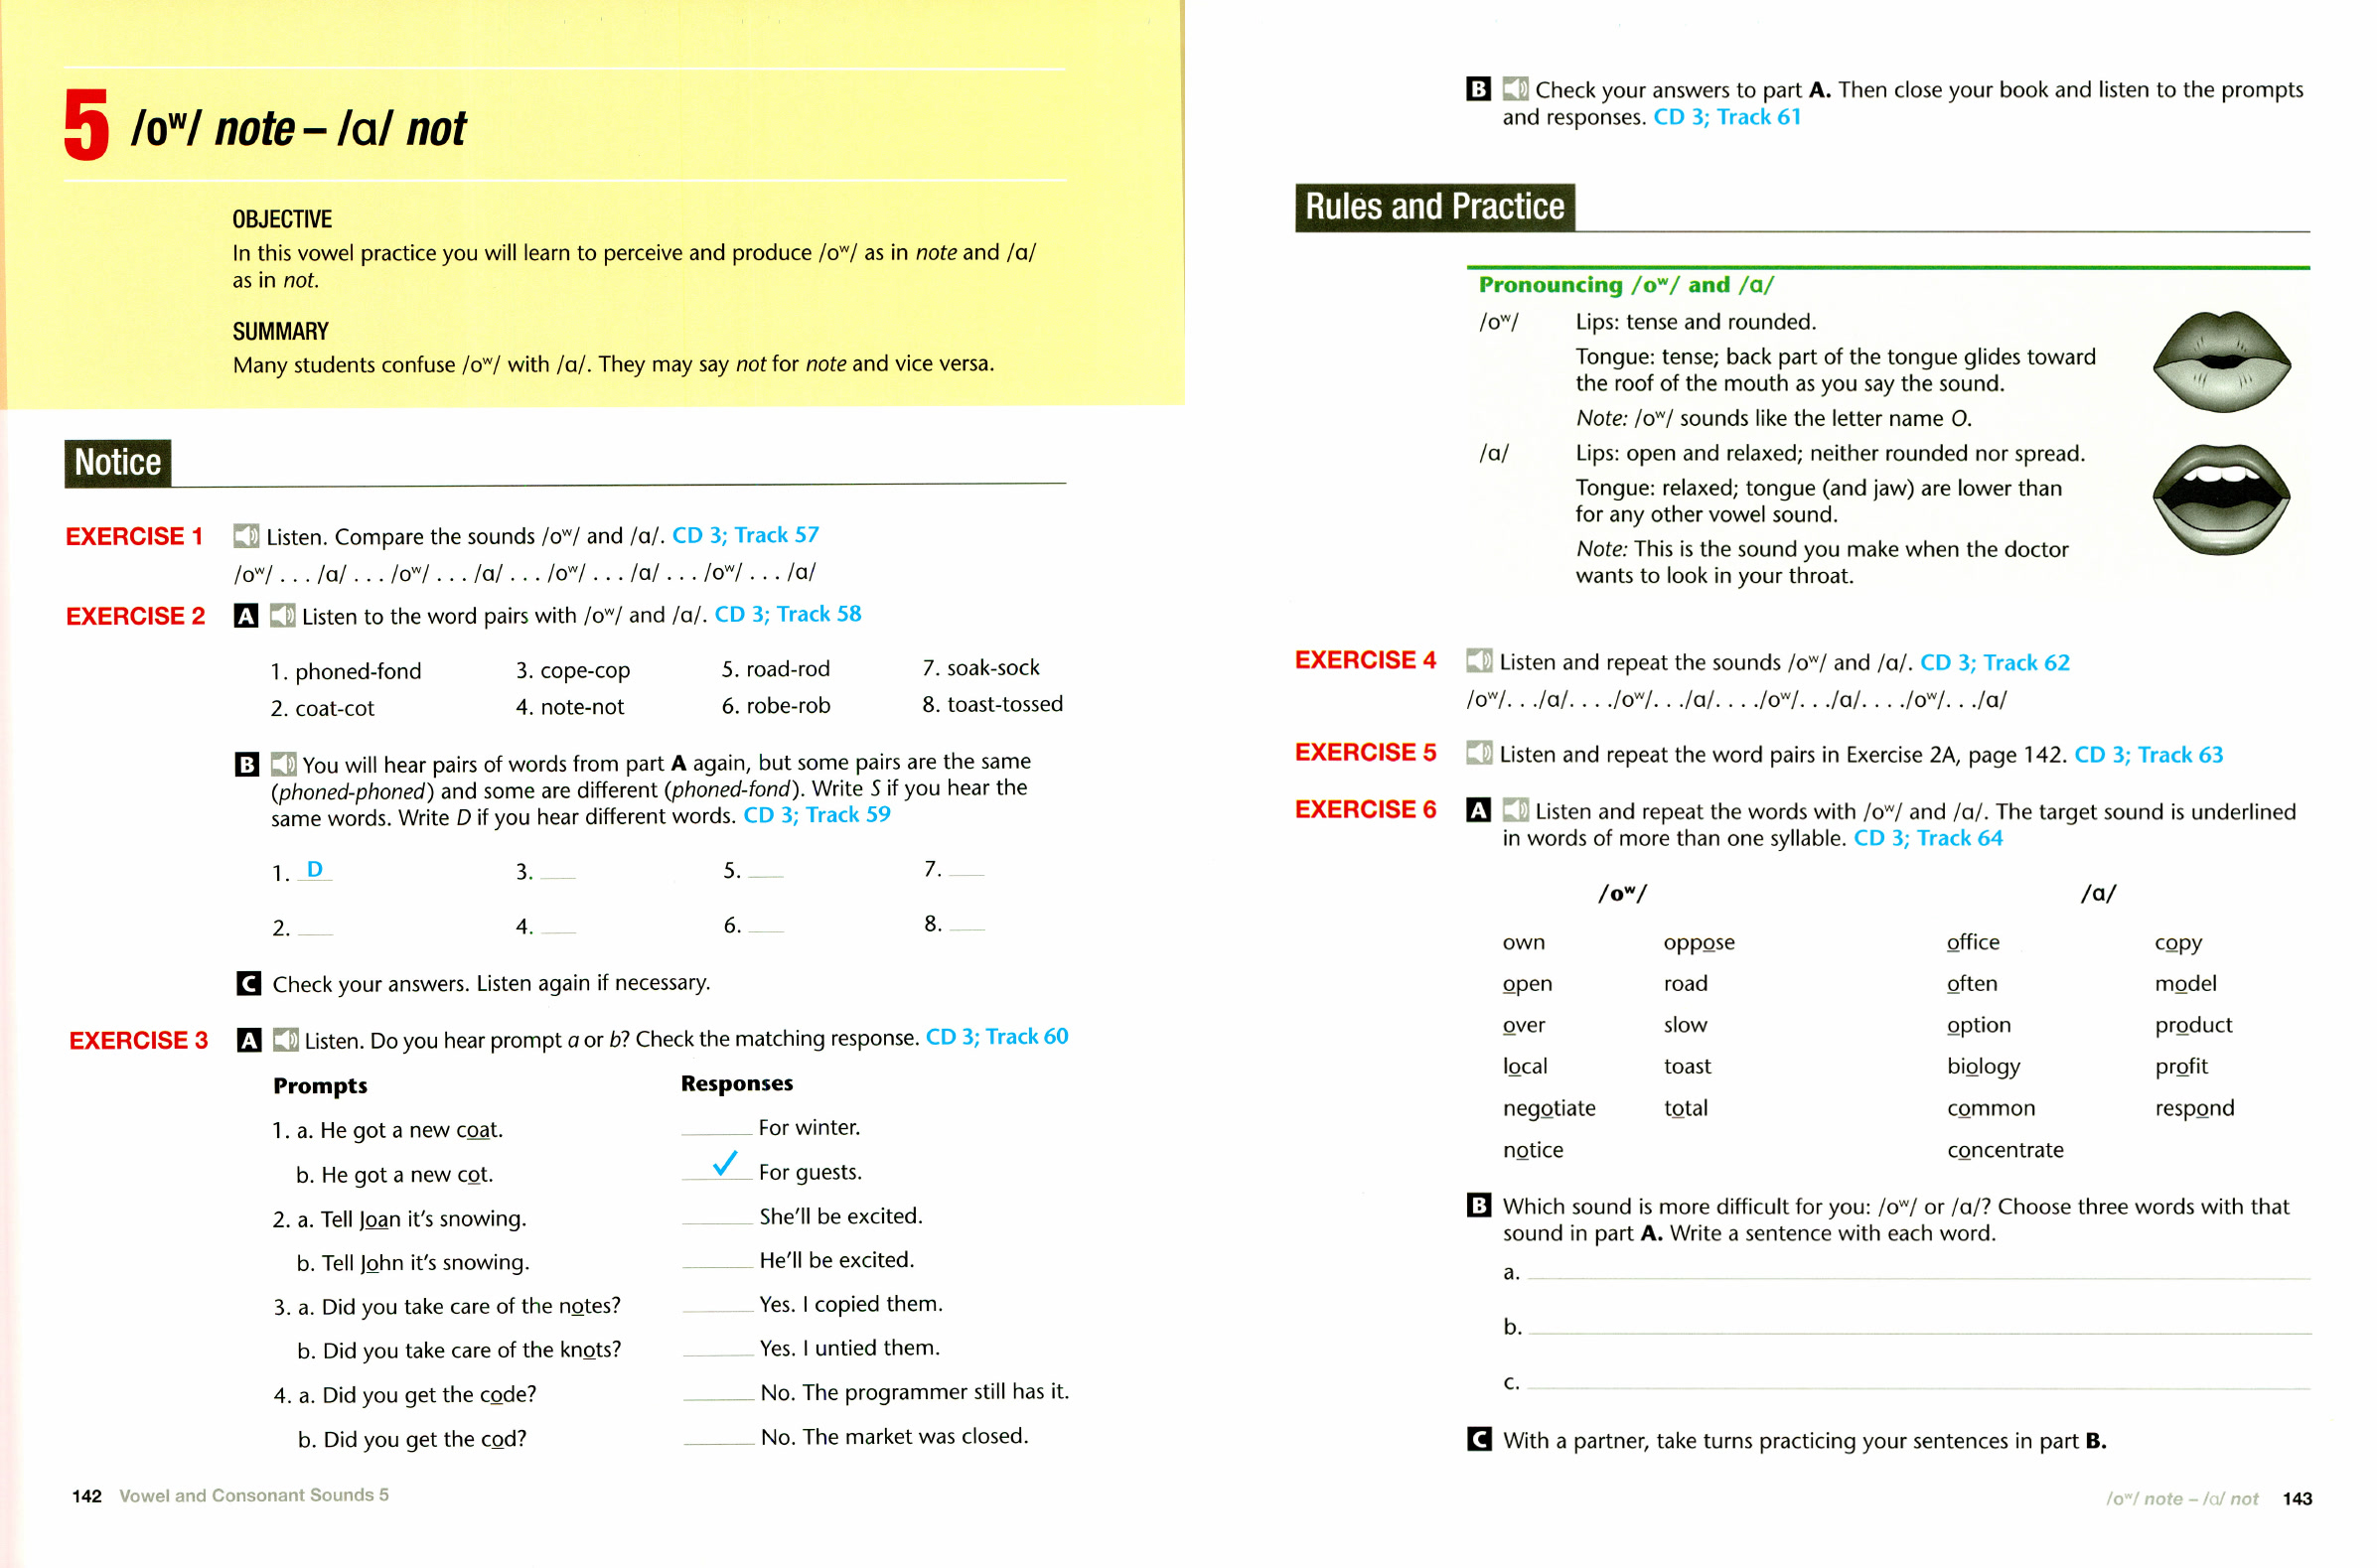 5 /oʷ/ note – /ɑ/ not
OBJECTIVE
In this vowel practice you will learn to perceive and produce /oʷ/ as in note and /ɑ/
as in not.
SUMMARY
Many students confuse /oʷ/ with /ɑ/. They may say not for note and vice versa.
Notice
EXERCISE 1 Listen. Compare the sounds /oʷ/ and /ɑ/. CD 3; Track 57
/oʷ/ . . . /ɑ/ . . . /oʷ/ . . . /ɑ/ . . . /oʷ/ . . . /ɑ/ . . . /oʷ/ . . . /ɑ/
EXERCISE 2 A Listen to the word pairs with /oʷ/ and /ɑ/. CD 3; Track 58
1. phoned-fond 3. cope-cop 5. road-rod 7. soak-sock
2. coat-cot 4. note-not 6. robe-rob 8. toast-tossed
B You will hear pairs of words from part A again, but some pairs are the same
(phoned-phoned) and some are different (phoned-fond). Write S if you hear the
same words. Write D if you hear different words. CD 3; Track 59
1. D 3. ___ 5. ___ 7. ___
2. ___ 4. ___ 6. ___ 8. ___
C Check your answers. Listen again if necessary.
EXERCISE 3 A Listen. Do you hear prompt a or b? Check the matching response. CD 3; Track 60
Prompts Responses
1. a. He got a new coat. ______ For winter.
b. He got a new cot. ✓ For guests.
2. a. Tell Joan it's snowing. ______ She'll be excited.
b. Tell John it's snowing. ______ He'll be excited.
3. a. Did you take care of the notes? ______ Yes. I copied them.
b. Did you take care of the knots? ______ Yes. I untied them.
4. a. Did you get the code? ______ No. The programmer still has it.
b. Did you get the cod? ______ No. The market was closed.
142 Vowel and Consonant Sounds 5
B Check your answers to part A. Then close your book and listen to the prompts
and responses. CD 3; Track 61
Rules and Practice
Pronouncing /oʷ/ and /ɑ/
/oʷ/ Lips: tense and rounded.
Tongue: tense; back part of the tongue glides toward
the roof of the mouth as you say the sound.
Note: /oʷ/ sounds like the letter name O.
/ɑ/ Lips: open and relaxed; neither rounded nor spread.
Tongue: relaxed; tongue (and jaw) are lower than
for any other vowel sound.
Note: This is the sound you make when the doctor
wants to look in your throat.
EXERCISE 4 Listen and repeat the sounds /oʷ/ and /ɑ/. CD 3; Track 62
/oʷ/. . ./ɑ/. . . ./oʷ/. . ./ɑ/. . . ./oʷ/. . ./ɑ/. . . ./oʷ/. . ./ɑ/
EXERCISE 5 Listen and repeat the word pairs in Exercise 2A, page 142. CD 3; Track 63
EXERCISE 6 A Listen and repeat the words with /oʷ/ and /ɑ/. The target sound is underlined
in words of more than one syllable. CD 3; Track 64
/oʷ/ /ɑ/
own oppose office copy
open road often model
over slow option product
local toast biology profit
negotiate total common respond
notice concentrate
B Which sound is more difficult for you: /oʷ/ or /ɑ/? Choose three words with that
sound in part A. Write a sentence with each word.
a.
b.
c.
C With a partner, take turns practicing your sentences in part B.
/oʷ/ note – /ɑ/ not 143